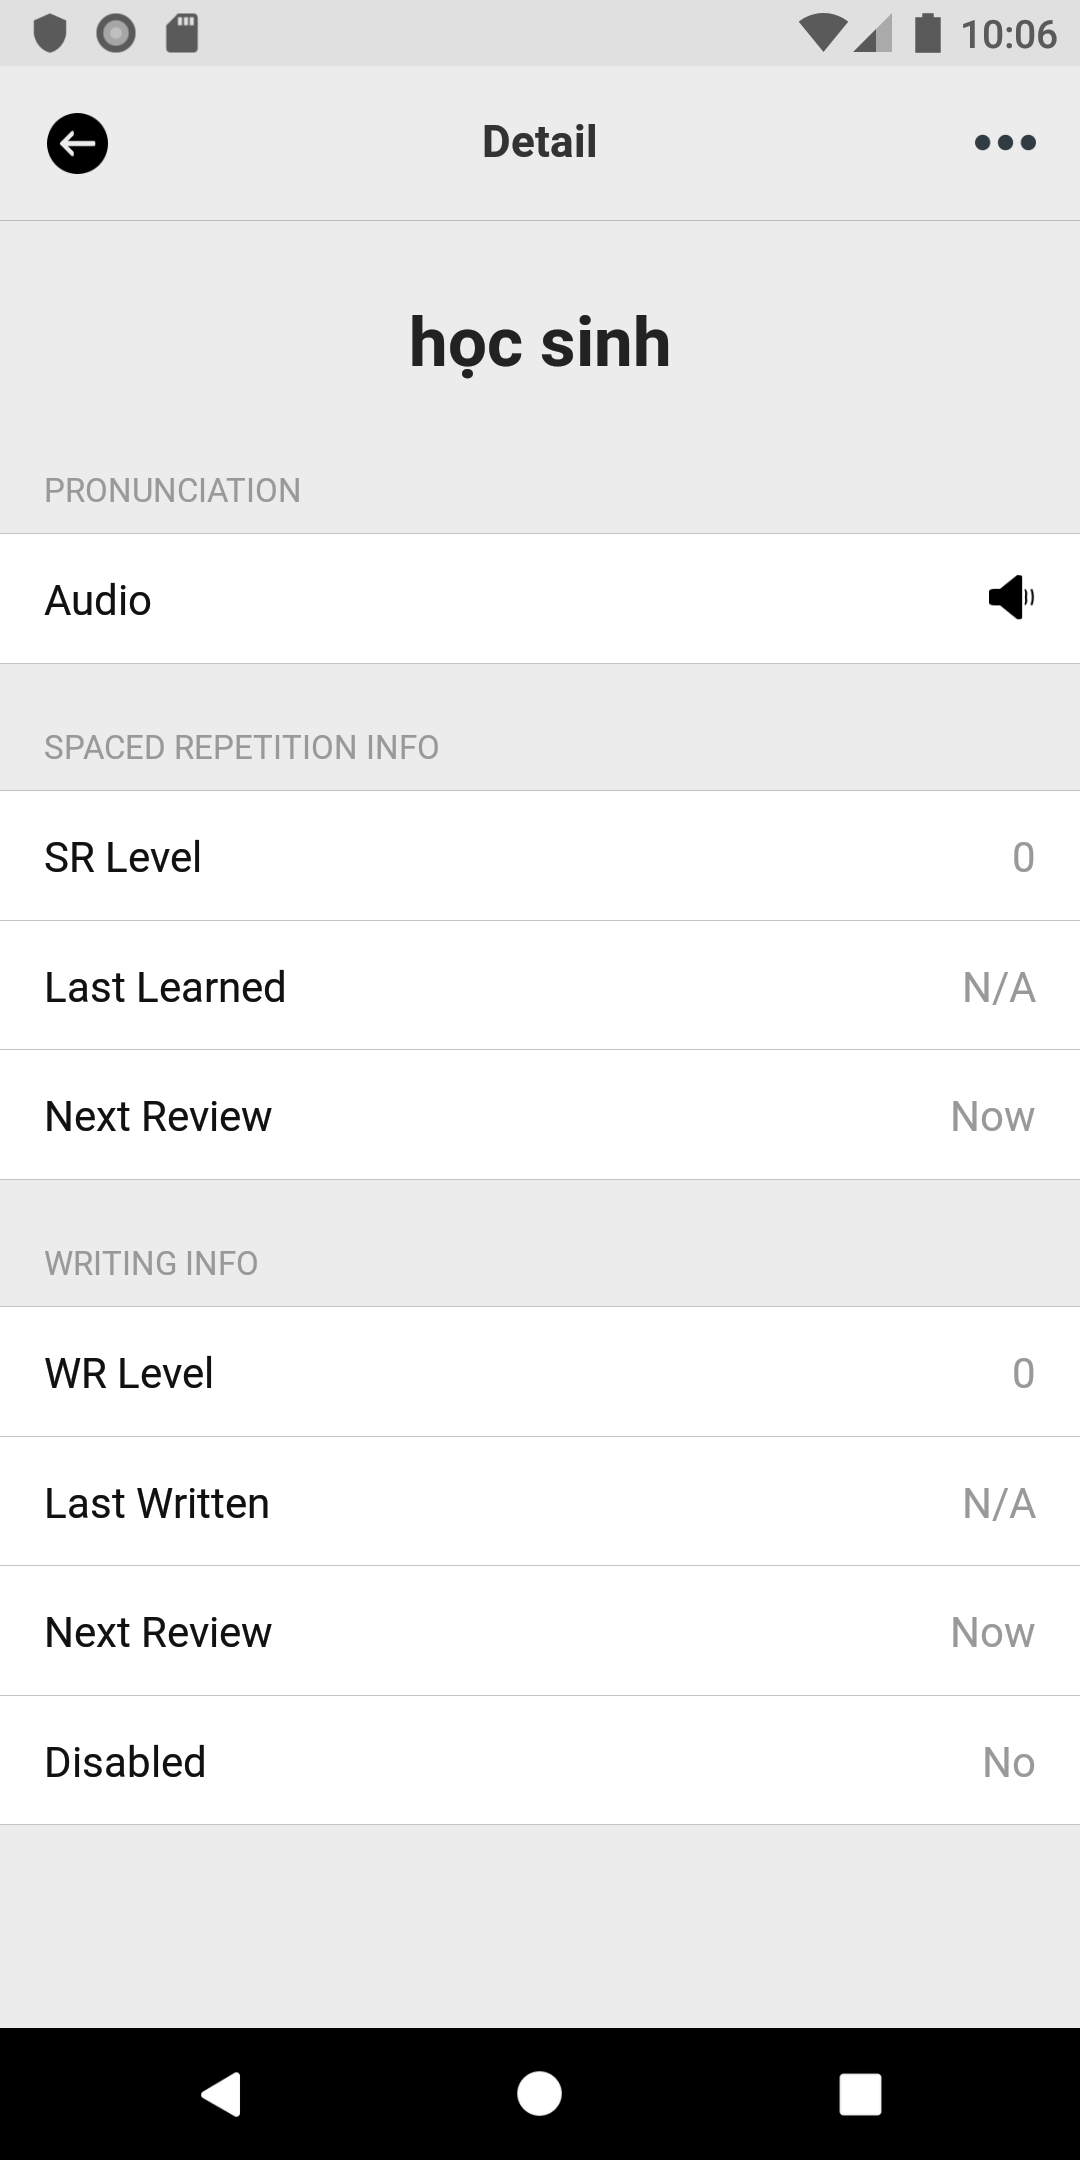 10:06
Detail
học sinh
PRONUNCIATION
Audio
SPACED REPETITION INFO
SR Level 0
Last Learned N/A
Next Review Now
WRITING INFO
WR Level 0
Last Written N/A
Next Review Now
Disabled No